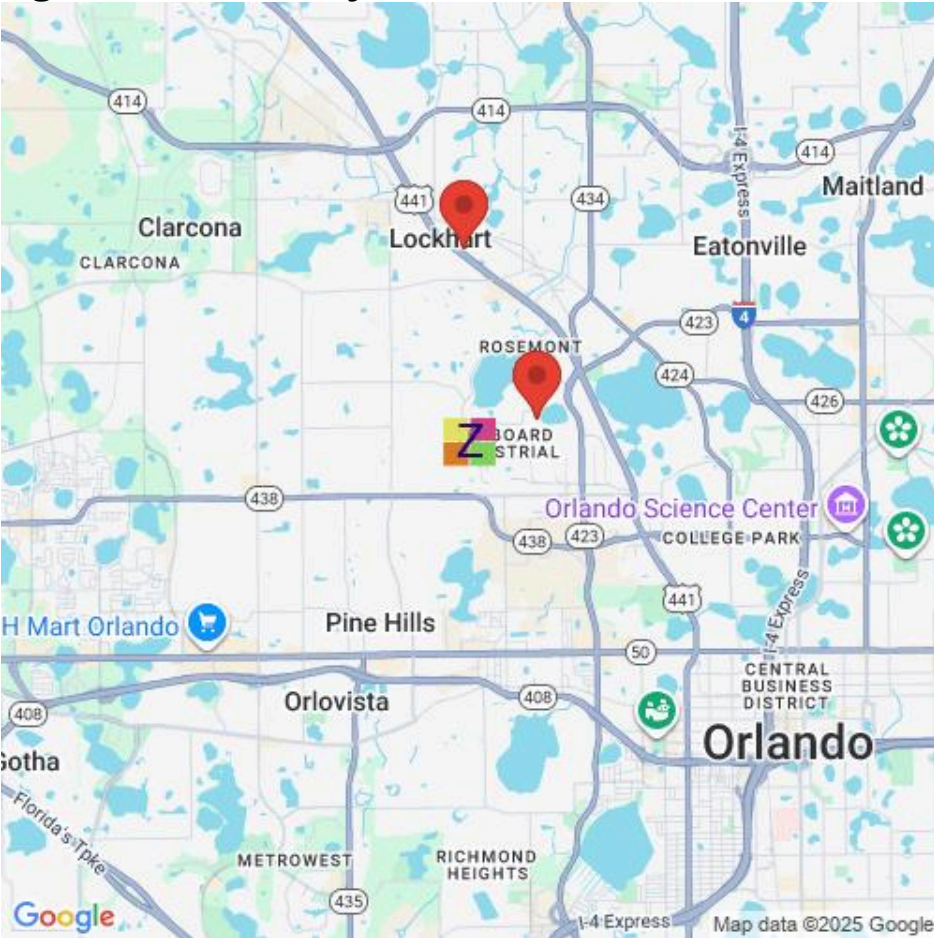 414
414
414
Maitland
441
434
I-4 Express
Clarcona
Lockhart
Eatonville
CLARCONA
4
423
ROSEMONT
424
426
Z
BOARD
STRIAL
438
Orlando Science Center
438
423
COLLEGE PARK
441
H Mart Orlando
Pine Hills
I-4 Express
50
CENTRAL
BUSINESS
DISTRICT
408
Orlovista
408
Orlando
Gotha
Florida's Tpke
METROWEST
RICHMOND
HEIGHTS
435
Google
I-4 Express
Map data ©2025 Google